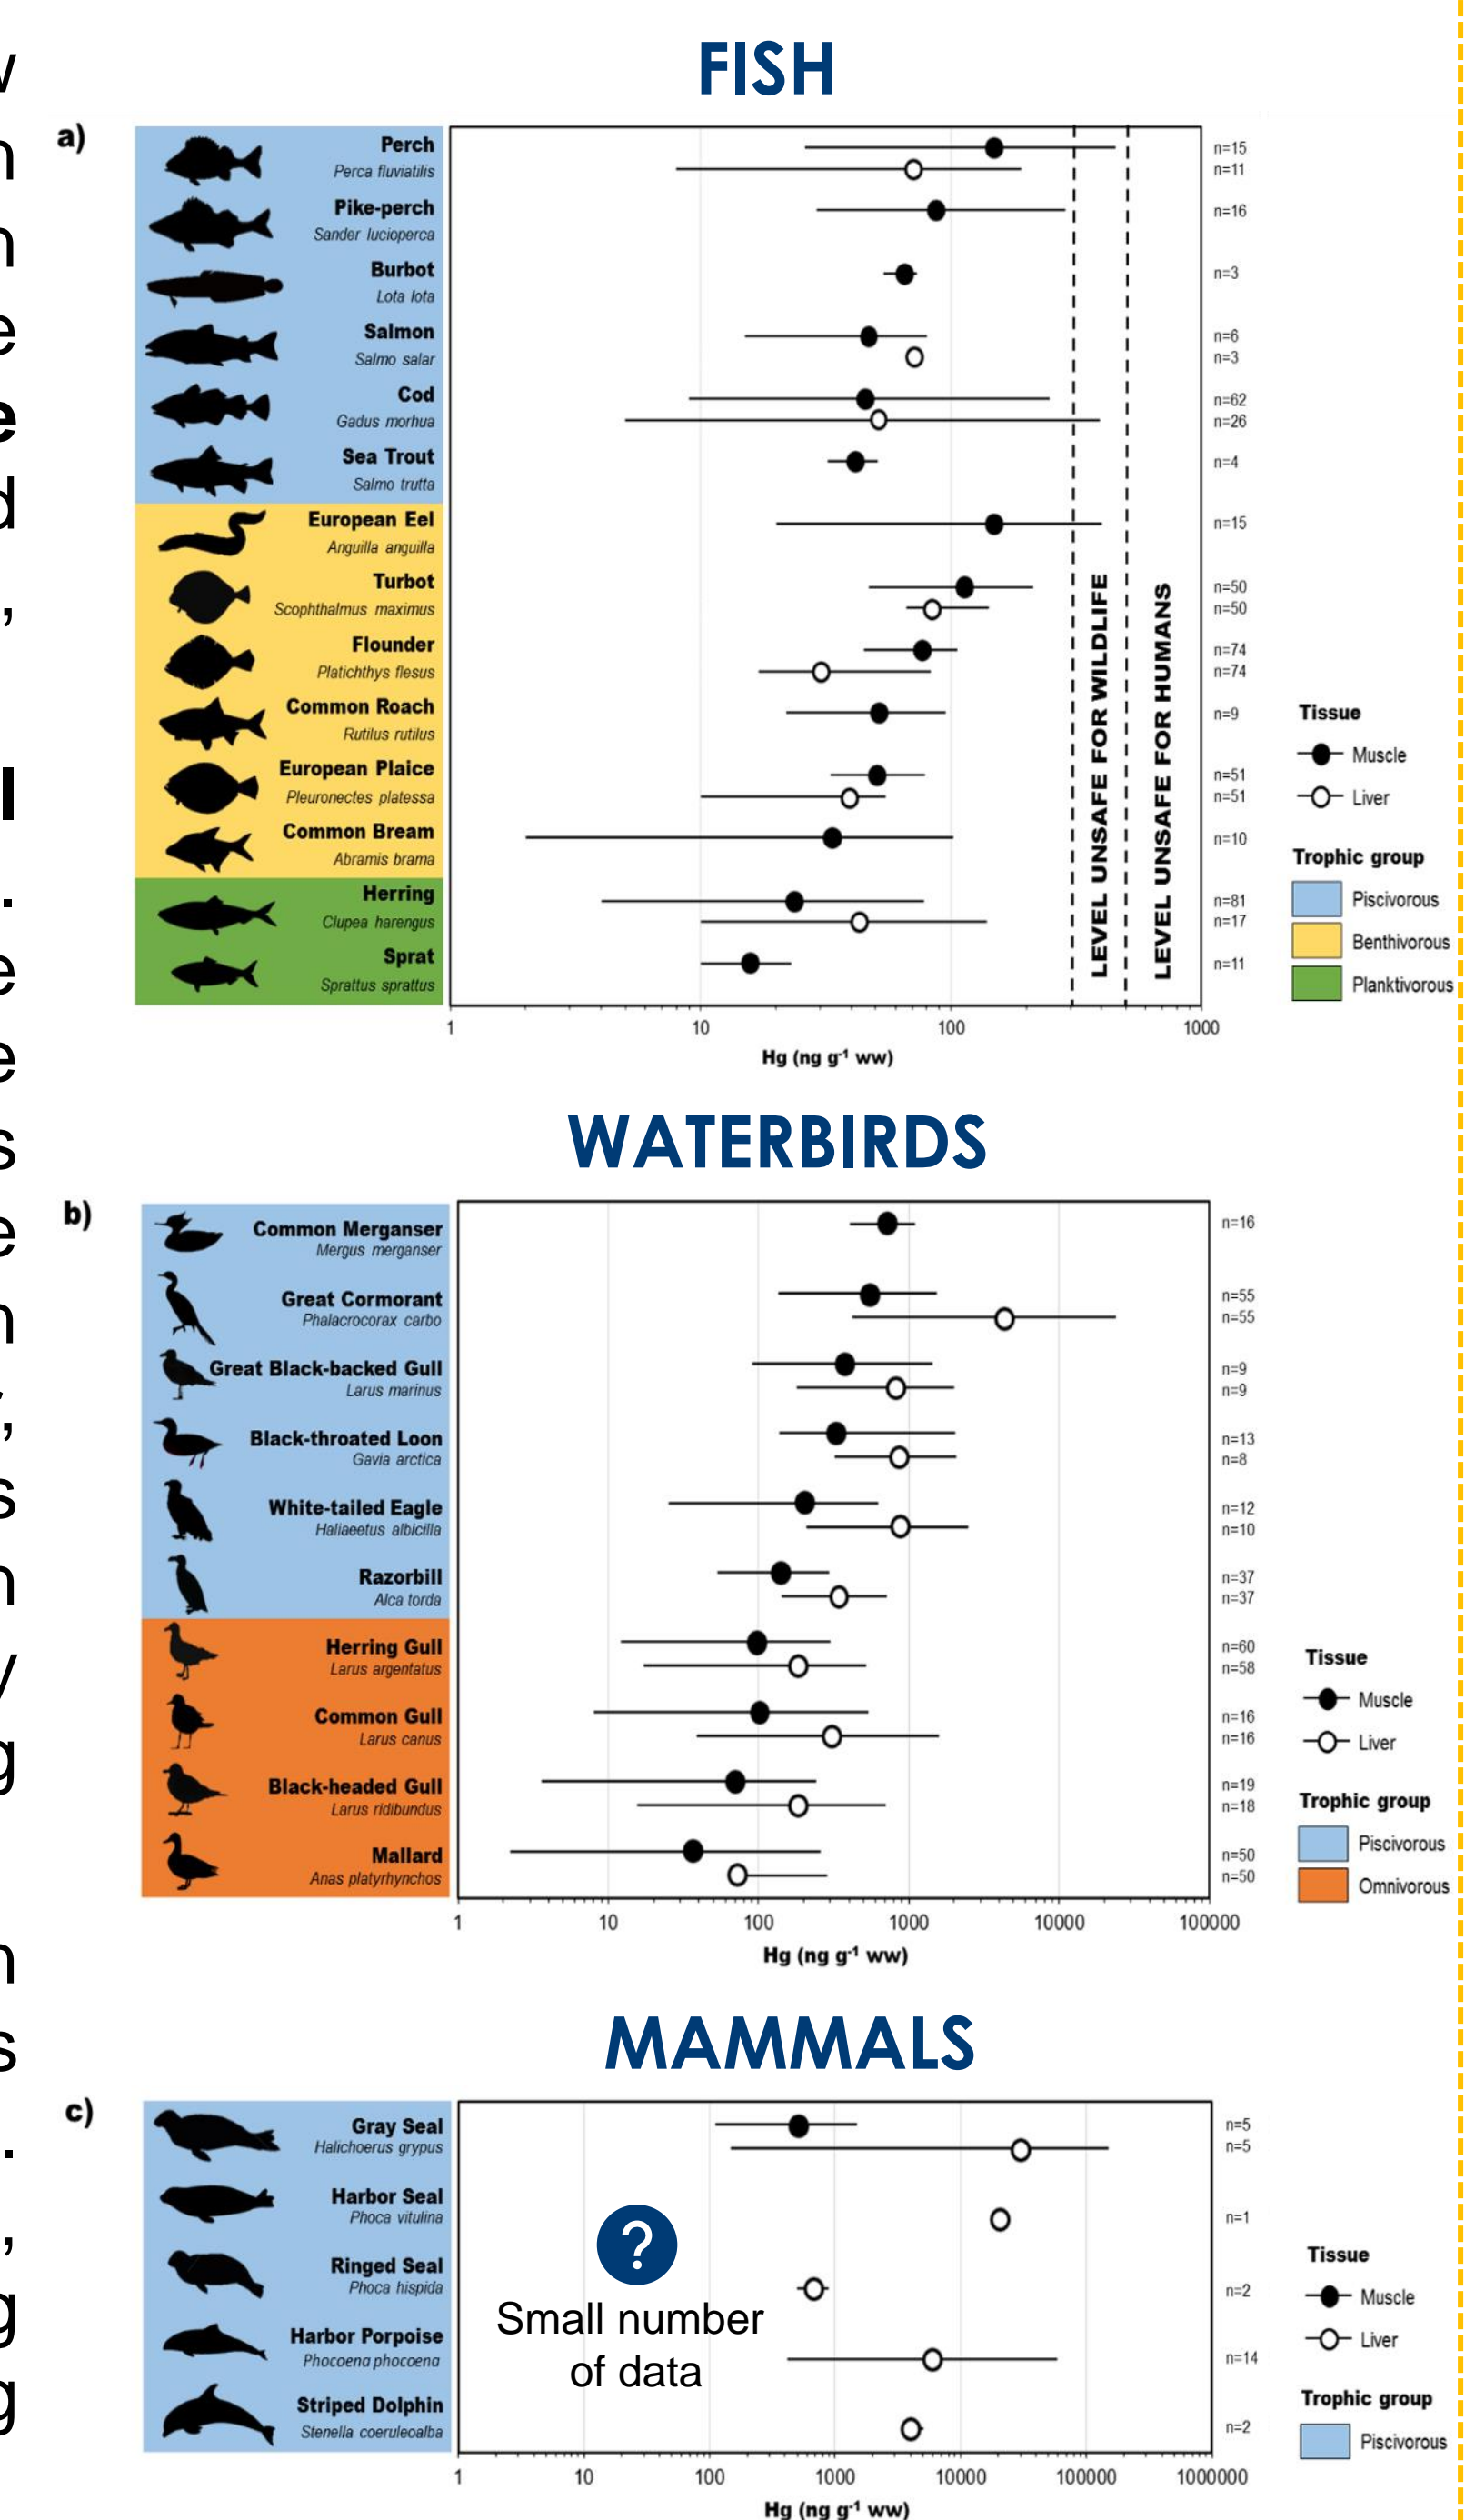 FISH
a)
Perch
Perca fluviatilis
n=15
n=11
Pike-perch
Sander lucioperca
n=16
Burbot
Lota lota
n=3
Salmon
Salmo salar
n=6
n=3
Cod
Gadus morhua
n=62
n=26
Sea Trout
Salmo trutta
n=4
European Eel
Anguilla anguilla
n=15
Turbot
Scophthalmus maximus
n=50
n=50
Flounder
Platichthys flesus
n=74
n=74
Common Roach
Rutilus rutilus
n=9
European Plaice
Pleuronectes platessa
n=51
n=51
Common Bream
Abramis brama
n=10
Herring
Clupea harengus
n=81
n=17
Sprat
Sprattus sprattus
n=11
LEVEL UNSAFE FOR WILDLIFE
LEVEL UNSAFE FOR HUMANS
Tissue
Muscle
Liver
Trophic group
Piscivorous
Benthivorous
Planktivorous
1 10 100 1000
Hg (ng g⁻¹ ww)
WATERBIRDS
b)
Common Merganser
Mergus merganser
n=16
Great Cormorant
Phalacrocorax carbo
n=55
n=55
Great Black-backed Gull
Larus marinus
n=9
n=9
Black-throated Loon
Gavia arctica
n=13
n=8
White-tailed Eagle
Haliaeetus albicilla
n=12
n=10
Razorbill
Alca torda
n=37
n=37
Herring Gull
Larus argentatus
n=60
n=58
Common Gull
Larus canus
n=16
n=16
Black-headed Gull
Larus ridibundus
n=19
n=18
Mallard
Anas platyrhynchos
n=50
n=50
Tissue
Muscle
Liver
Trophic group
Piscivorous
Omnivorous
1 10 100 1000 10000 100000
Hg (ng g⁻¹ ww)
MAMMALS
c)
Gray Seal
Halichoerus grypus
n=5
n=5
Harbor Seal
Phoca vitulina
n=1
Ringed Seal
Phoca hispida
n=2
Harbor Porpoise
Phocoena phocoena
n=14
Striped Dolphin
Stenella coeruleoalba
n=2
?
Small number
of data
Tissue
Muscle
Liver
Trophic group
Piscivorous
1 10 100 1000 10000 100000 1000000
Hg (ng g⁻¹ ww)